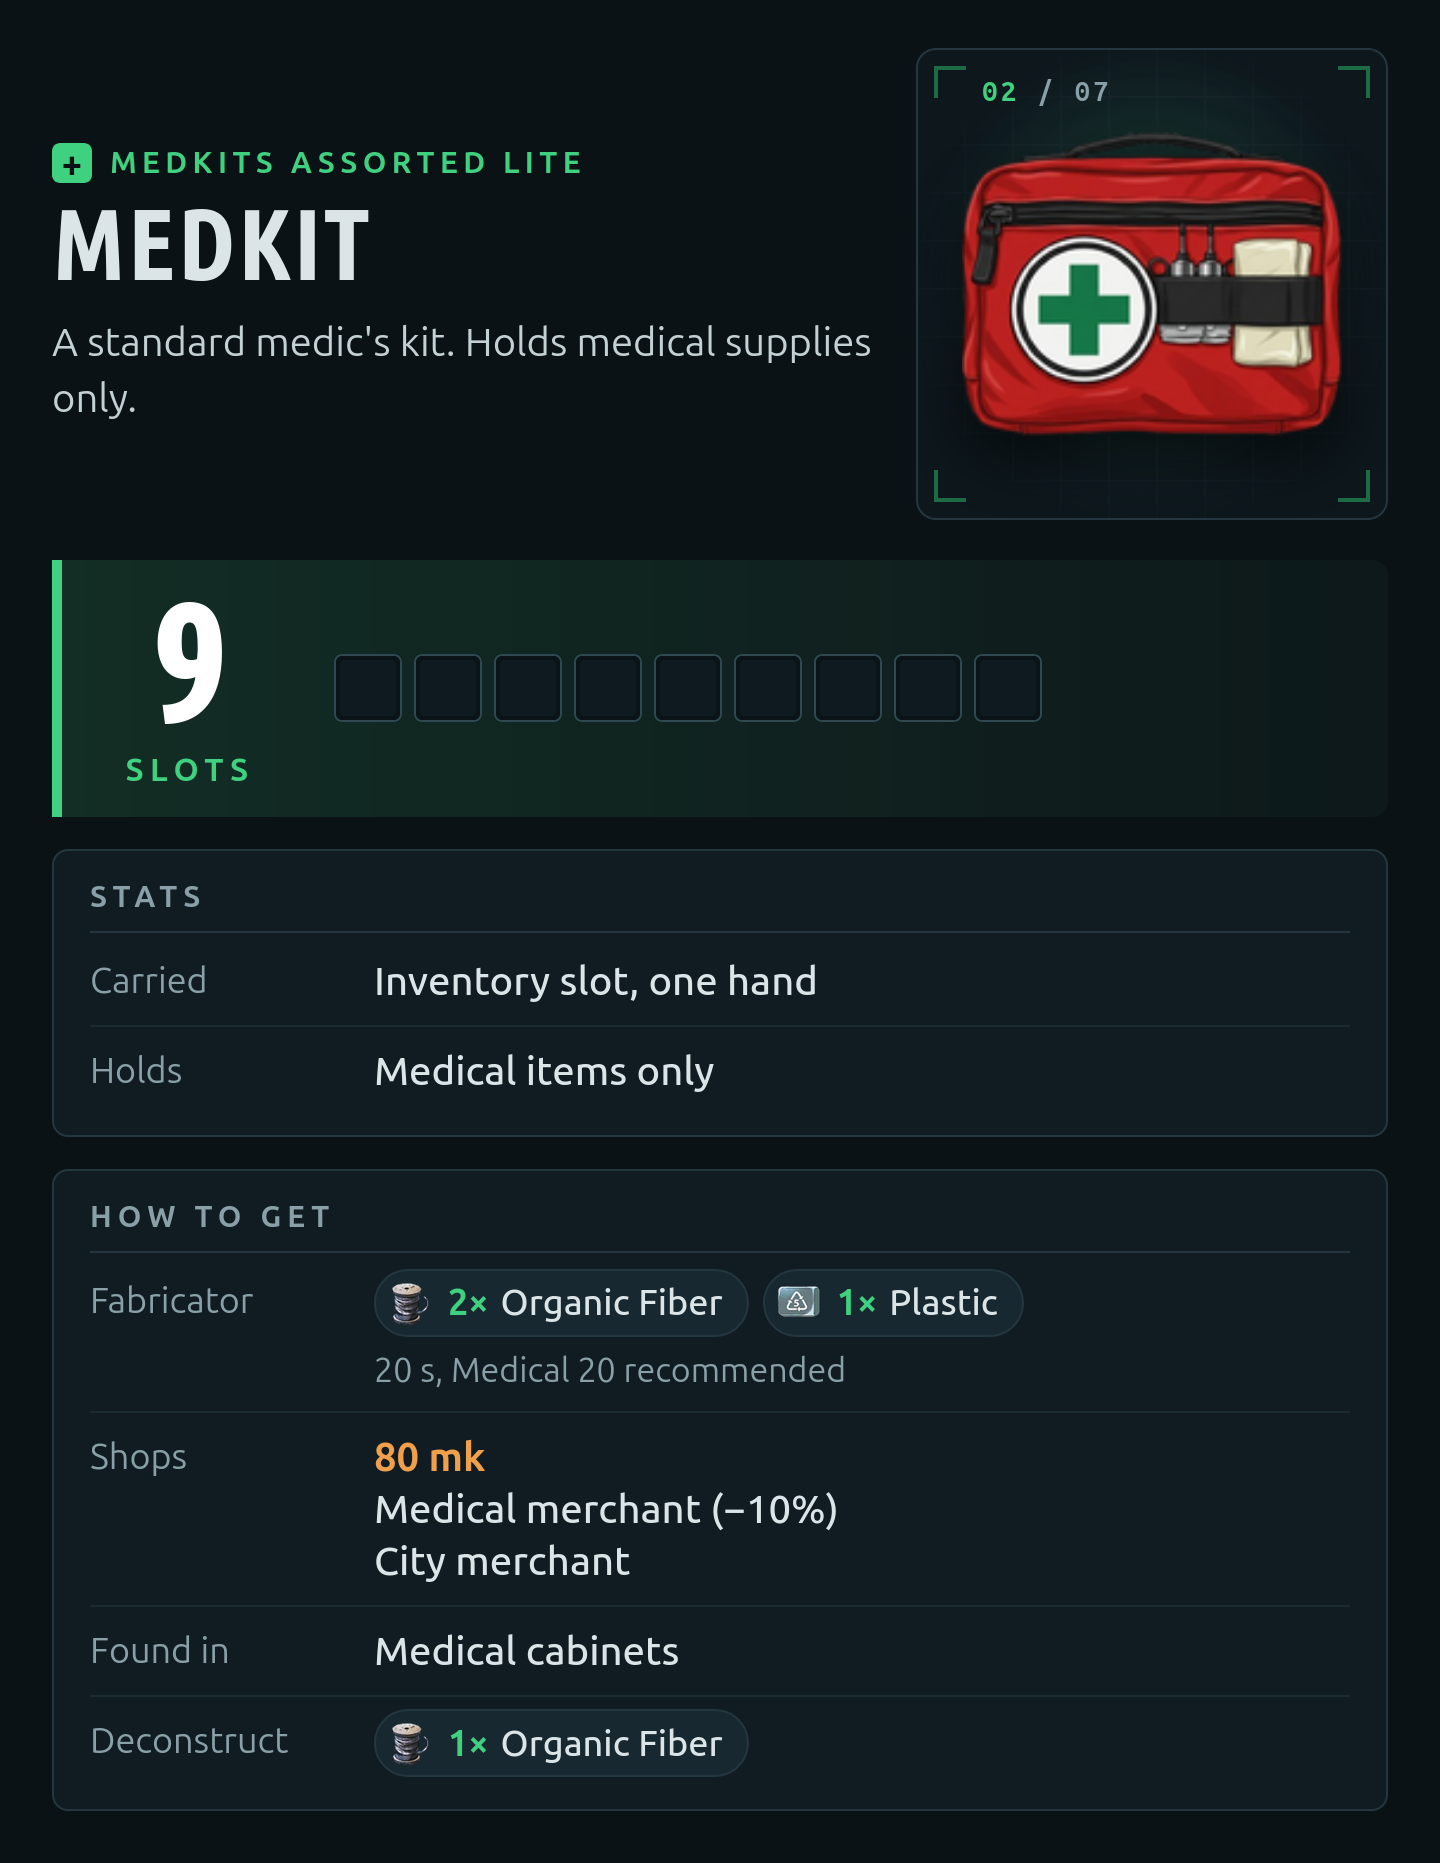 02 / 07
+ MEDKITS ASSORTED LITE
MEDKIT
A standard medic's kit. Holds medical supplies
only.
9
SLOTS
STATS
Carried Inventory slot, one hand
Holds Medical items only
HOW TO GET
Fabricator 2× Organic Fiber 1× Plastic
20 s, Medical 20 recommended
Shops 80 mk
Medical merchant (−10%)
City merchant
Found in Medical cabinets
Deconstruct 1× Organic Fiber